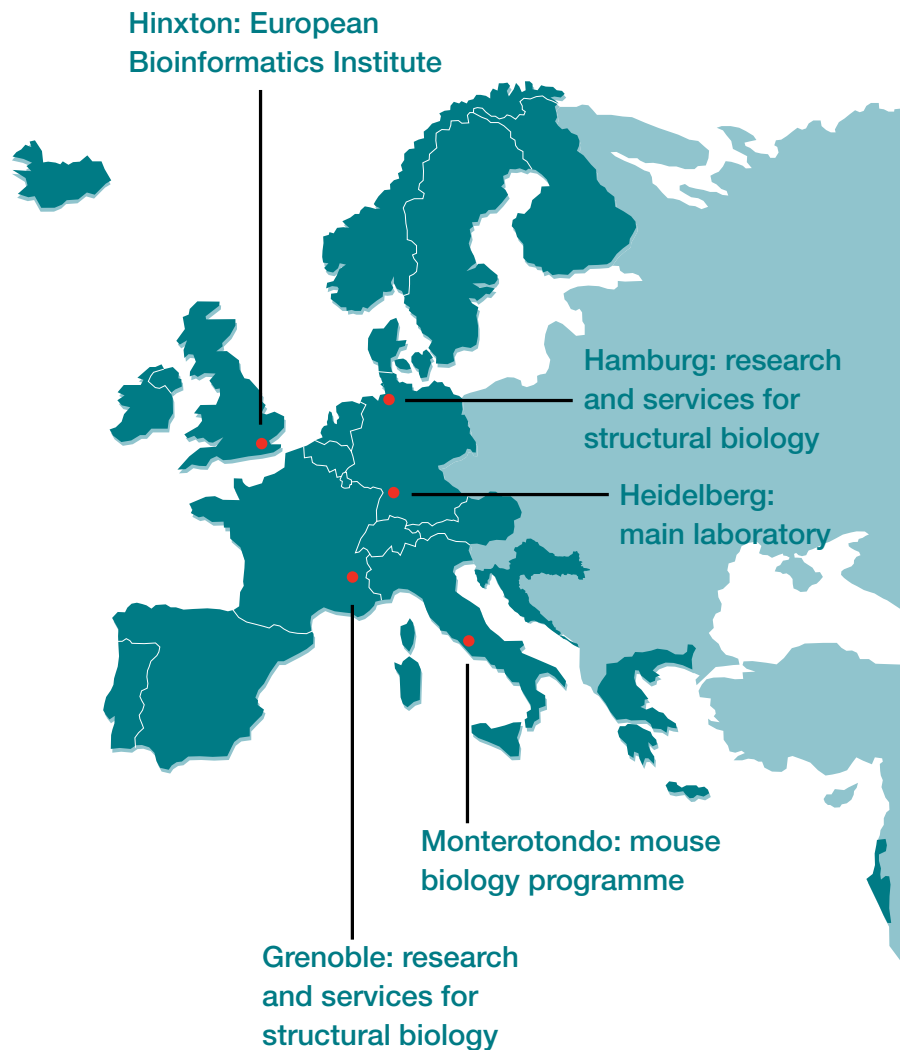 Hinxton: European
Bioinformatics Institute
Hamburg: research
and services for
structural biology
Heidelberg:
main laboratory
Monterotondo: mouse
biology programme
Grenoble: research
and services for
structural biology